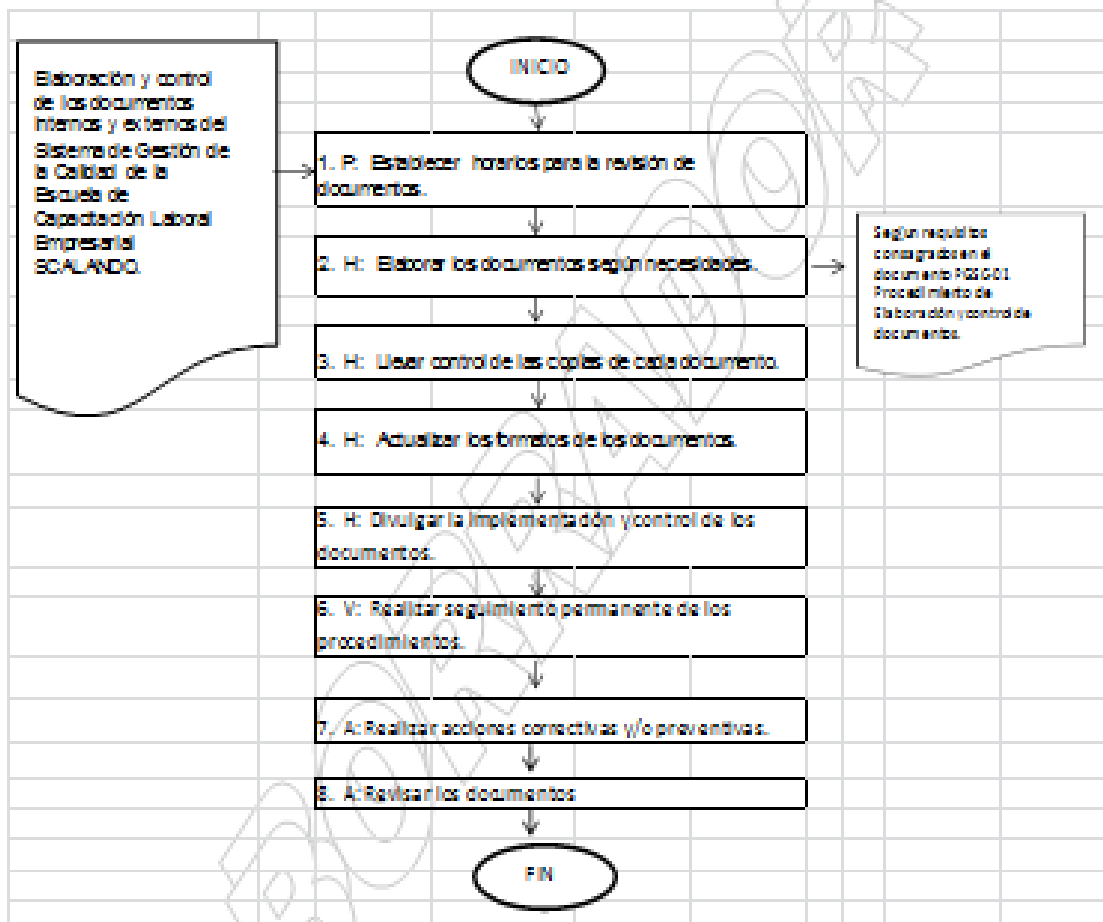 INICIO
Elaboración y control
de los documentos
internos y externos del
Sistema de Gestión de
la Calidad de la
Escuela de
Capacitación Laboral
Empresarial
SCALANDO.
1. P: Establecer horarios para la revisión de
documentos.
2. H: Elaborar los documentos según necesidades.
Según requisitos
consagrados en el
documento
Procedimiento de
Elaboración y control de
documentos.
3. H: Llevar control de las copias de cada documento.
4. H: Actualizar los formatos de los documentos.
5. H: Divulgar la implementación y control de los
documentos.
6. V: Realizar seguimiento permanente de los
procedimientos.
7. A: Realizar acciones correctivas y/o preventivas.
8. A: Revisar los documentos
FIN
BORRADOR